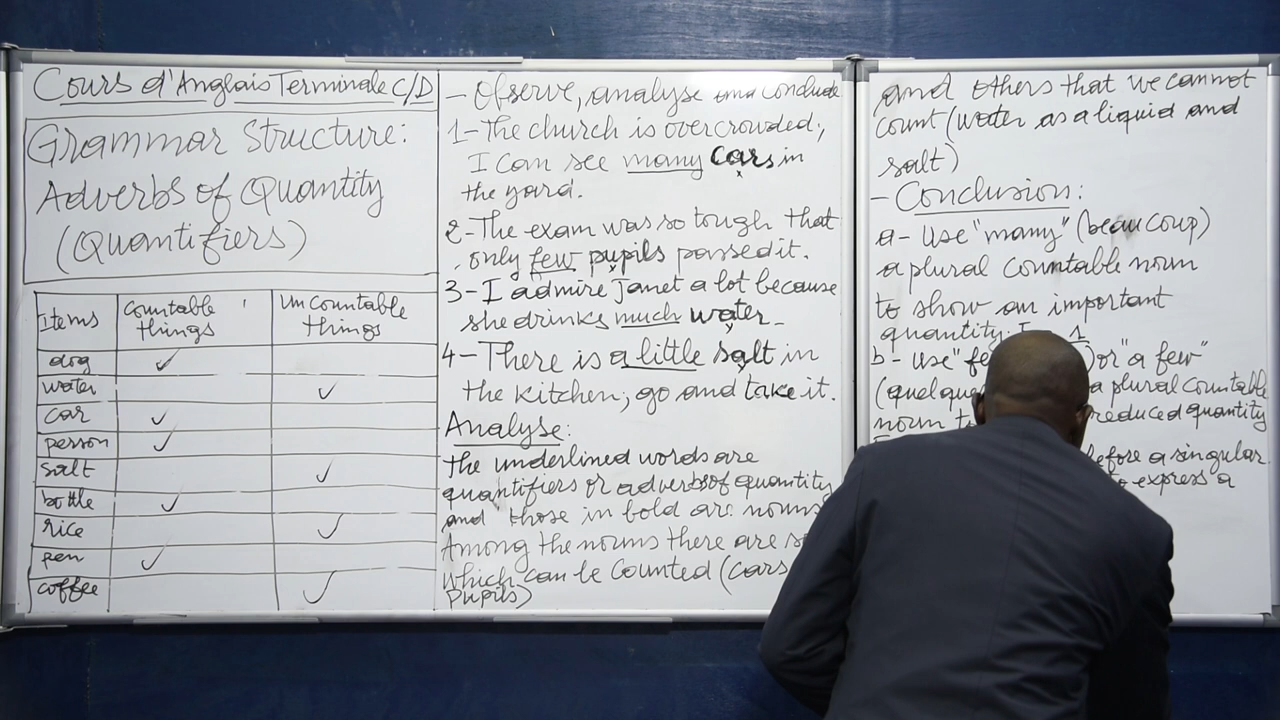 Cours d'Anglais Terminale C/D
Grammar Structure:
Adverbs of Quantity
(Quantifiers)
Items
countable things
uncountable things
dog ✓
water ✓
car ✓
person ✓
salt ✓
bottle ✓
rice ✓
pen ✓
coffee ✓
- Observe, analyse and conclude
1- The church is overcrowded;
I can see many cars in
the yard.
2- The exam was so tough that
only few pupils passed it.
3- I admire Janet a lot because
she drinks much water_
4- There is a little salt in
the kitchen; go and take it.
Analyse:
The underlined words are
quantifiers or adverbs of quantity
and those in bold are nouns
Among the nouns there are
which can be counted (cars
pupils)
and others that we cannot
count (water as a liquid and
salt)
- Conclusion:
a- Use "many" (beaucoup)
a plural countable noun
to show an important
quantity. 1
b- Use ) or "a few"
( a plural countable
noun reduced quantity
before a singular
to express a